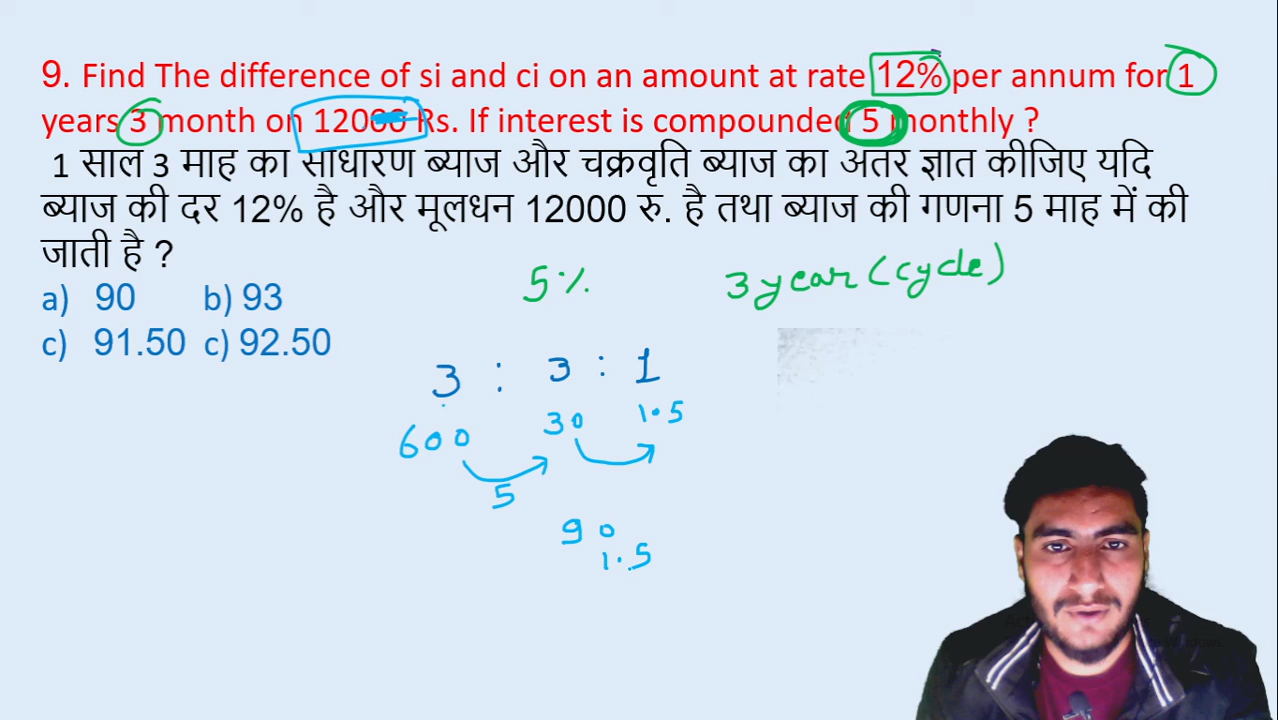 9. Find The difference of si and ci on an amount at rate 12% per annum for 1
years 3 month on 12000 Rs. If interest is compounded 5 monthly ?
1 साल 3 माह का साधारण ब्याज और चक्रवृति ब्याज का अंतर ज्ञात कीजिए यदि
ब्याज की दर 12% है और मूलधन 12000 रु. है तथा ब्याज की गणना 5 माह में की
जाती है ?
a) 90 b) 93
c) 91.50 c) 92.50
5% 3 year (cycle)
3 : 3 : 1
600 30 1.5
5
90
1.5